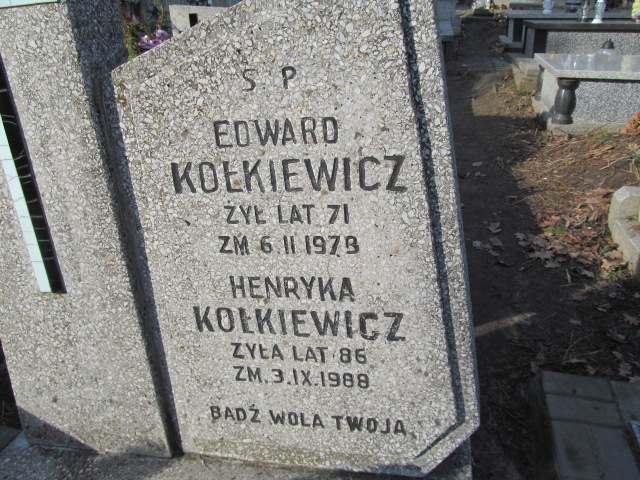 S P
EDWARD
KOŁKIEWICZ
ŻYŁ LAT 71
ZM 6 II 1973
HENRYKA
KOŁKIEWICZ
ŻYŁA LAT 86
ZM. 3. IX. 1988
BĄDŹ WOLA TWOJA